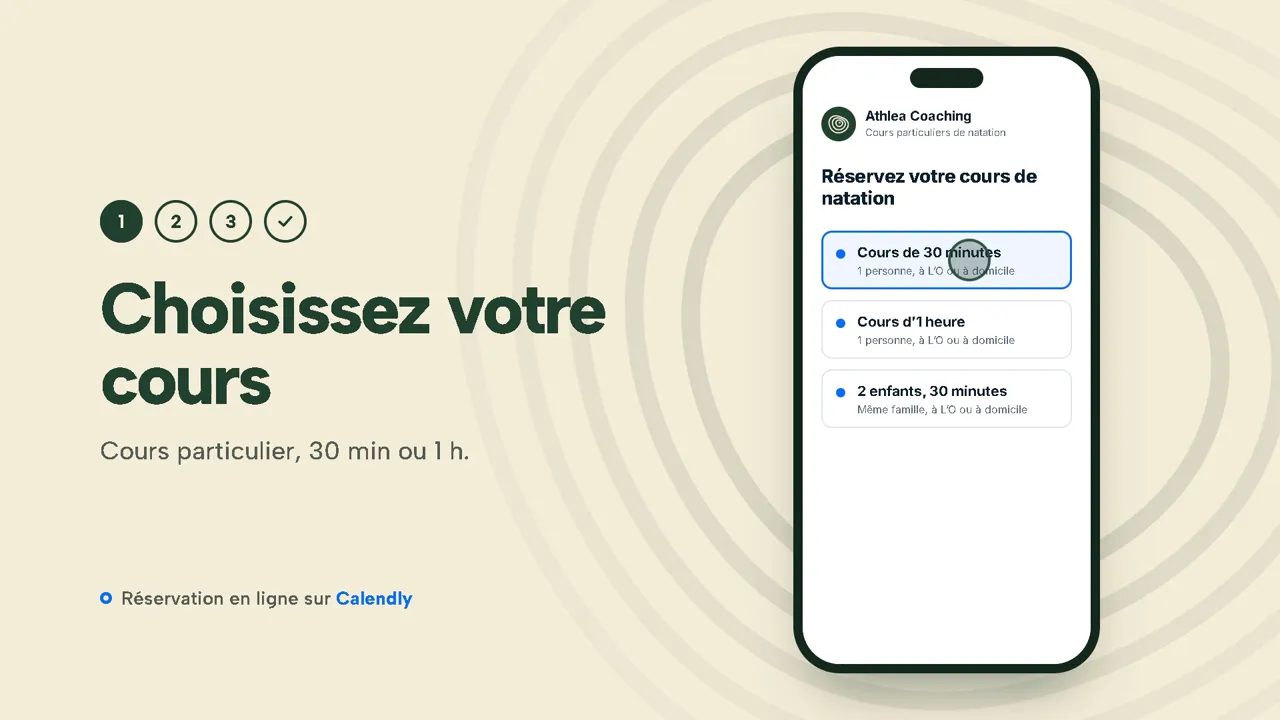 1 2 3
Choisissez votre
cours
Cours particulier, 30 min ou 1 h.
Réservation en ligne sur Calendly
Athlea Coaching
Cours particuliers de natation
Réservez votre cours de
natation
Cours de 30 minutes
1 personne, à L'O ou à domicile
Cours d'1 heure
1 personne, à L'O ou à domicile
2 enfants, 30 minutes
Même famille, à L'O ou à domicile